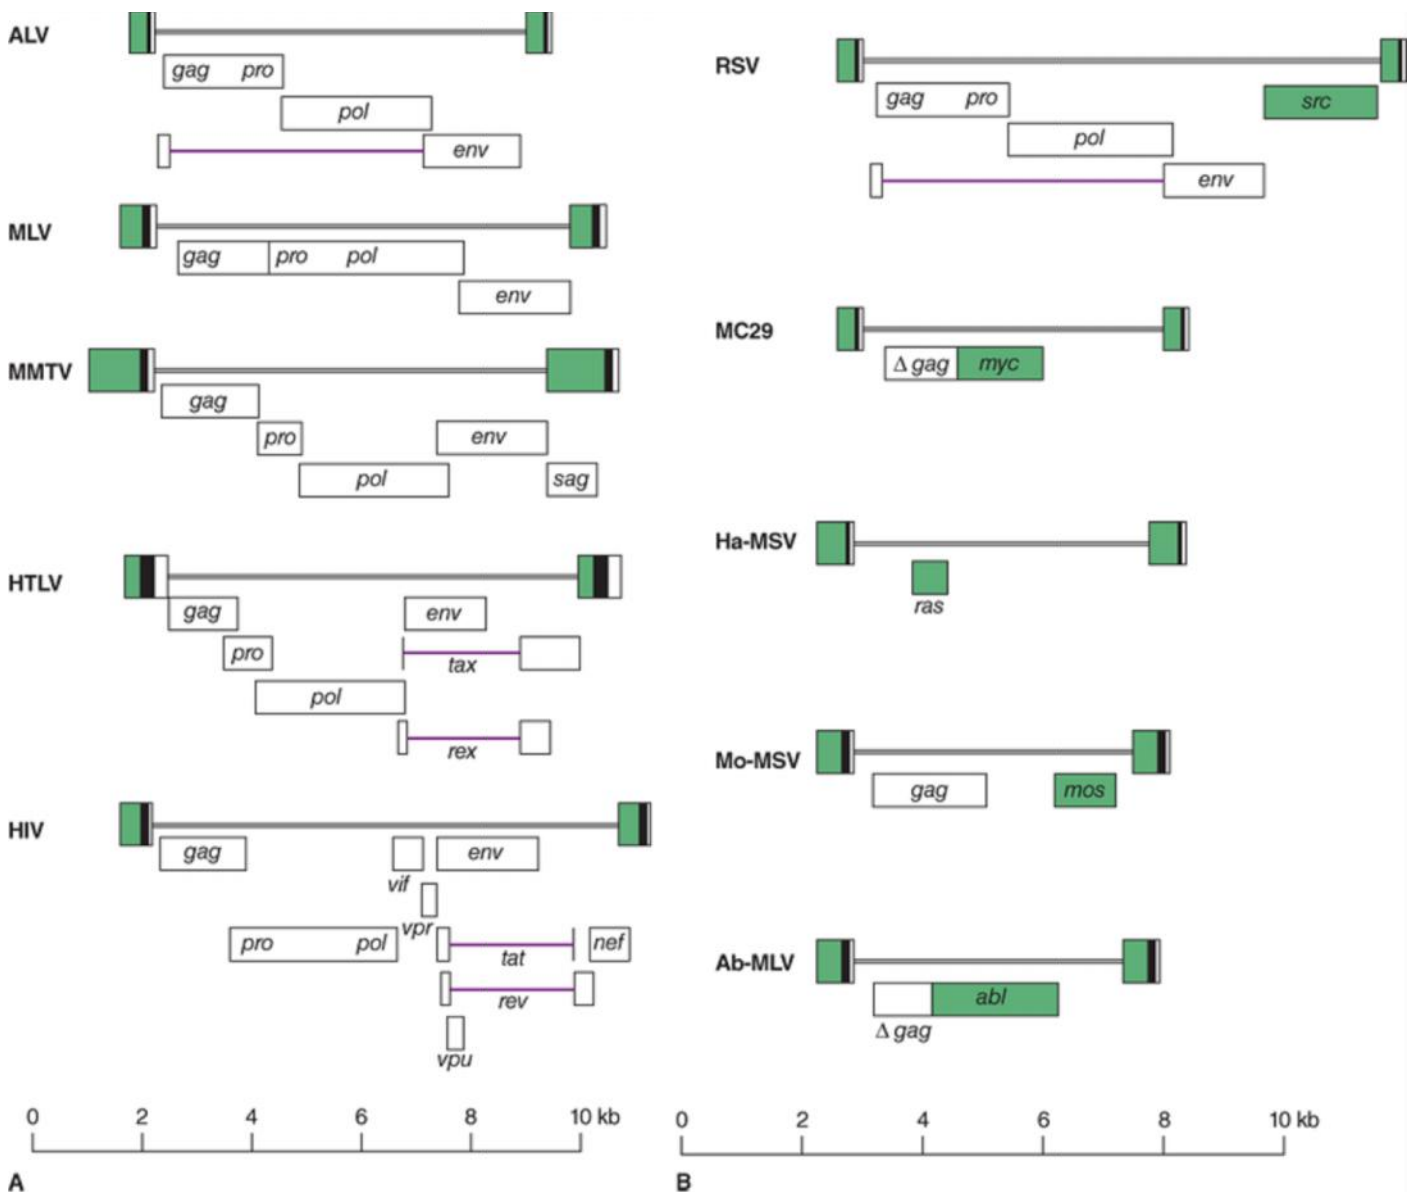 ALV
gag pro
pol
env
MLV
gag pro pol
env
MMTV
gag
pro env
pol sag
HTLV
gag env
pro tax
pol
rex
HIV
gag env
vif
vpr
pro pol tat nef
rev
vpu
0 2 4 6 8 10 kb
A
RSV
gag pro src
pol
env
MC29
Δ gag myc
Ha-MSV
ras
Mo-MSV
gag mos
Ab-MLV
abl
Δ gag
0 2 4 6 8 10 kb
B